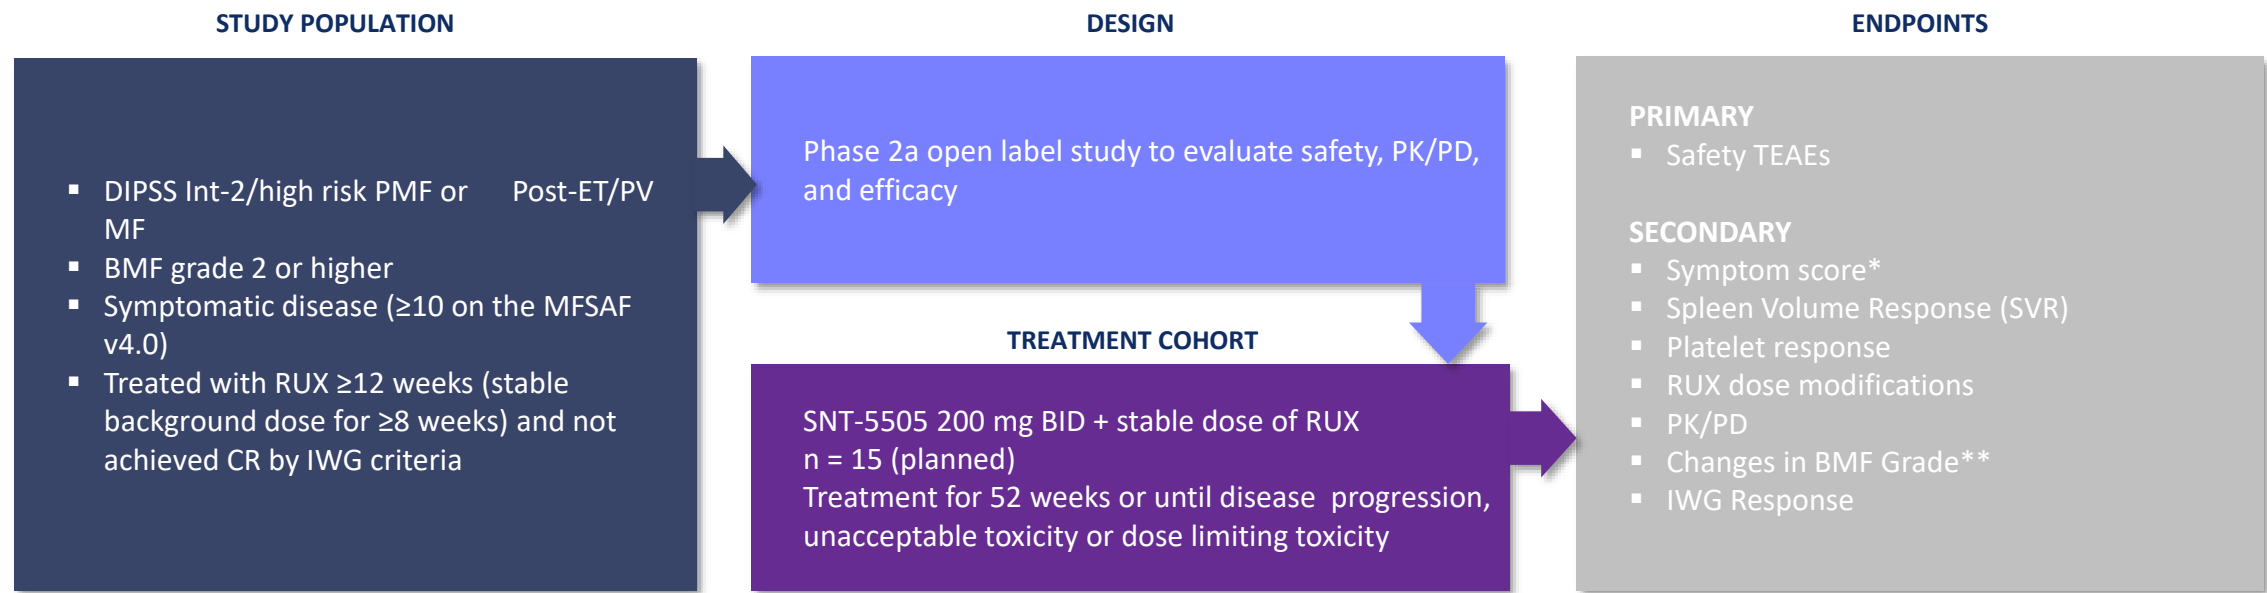 STUDY POPULATION
▪ DIPSS Int-2/high risk PMF or Post-ET/PV
MF
▪ BMF grade 2 or higher
▪ Symptomatic disease (≥10 on the MFSAF
v4.0)
▪ Treated with RUX ≥12 weeks (stable
background dose for ≥8 weeks) and not
achieved CR by IWG criteria
DESIGN
Phase 2a open label study to evaluate safety, PK/PD,
and efficacy
TREATMENT COHORT
SNT-5505 200 mg BID + stable dose of RUX
n = 15 (planned)
Treatment for 52 weeks or until disease progression,
unacceptable toxicity or dose limiting toxicity
ENDPOINTS
PRIMARY
▪ Safety TEAEs
SECONDARY
▪ Symptom score*
▪ Spleen Volume Response (SVR)
▪ Platelet response
▪ RUX dose modifications
▪ PK/PD
▪ Changes in BMF Grade**
▪ IWG Response